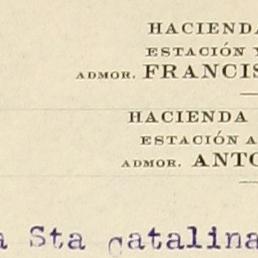 HACIENDA
ESTACIÓN Y
ADMOR. FRANCIS
HACIENDA
ESTACIÓN A
ADMOR. ANTO
a Sta Catalina